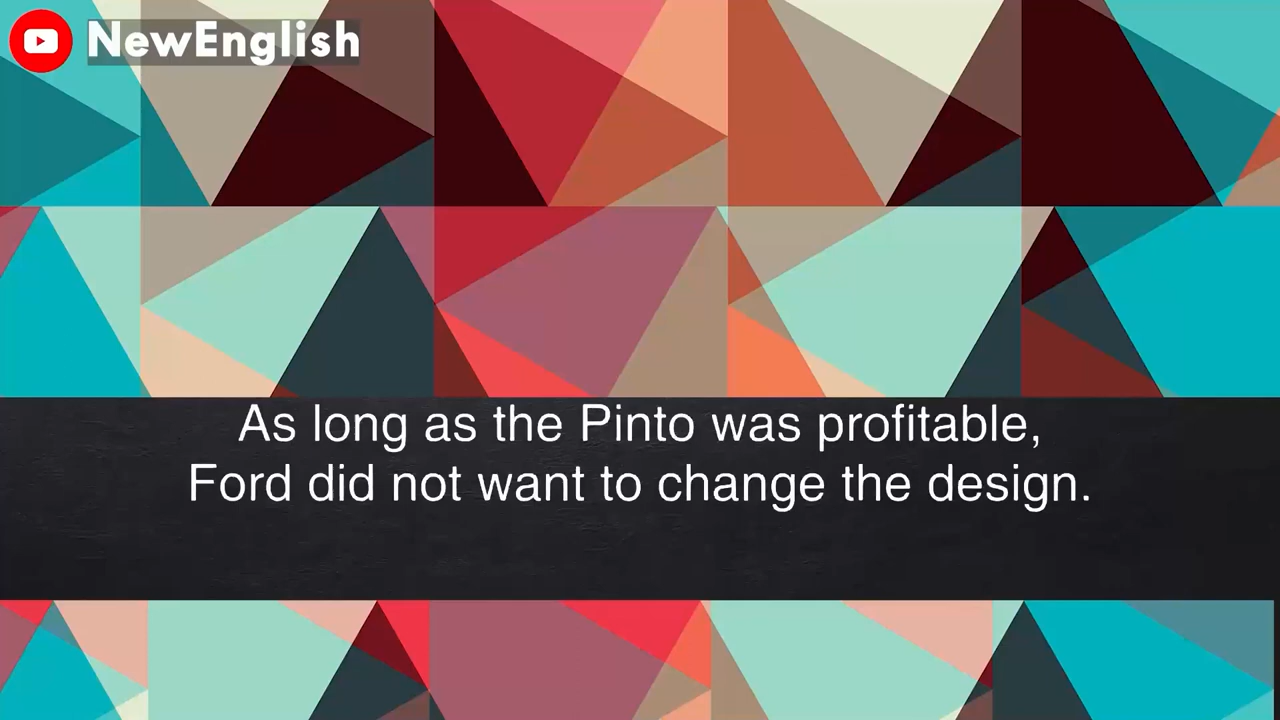 NewEnglish
As long as the Pinto was profitable,
Ford did not want to change the design.